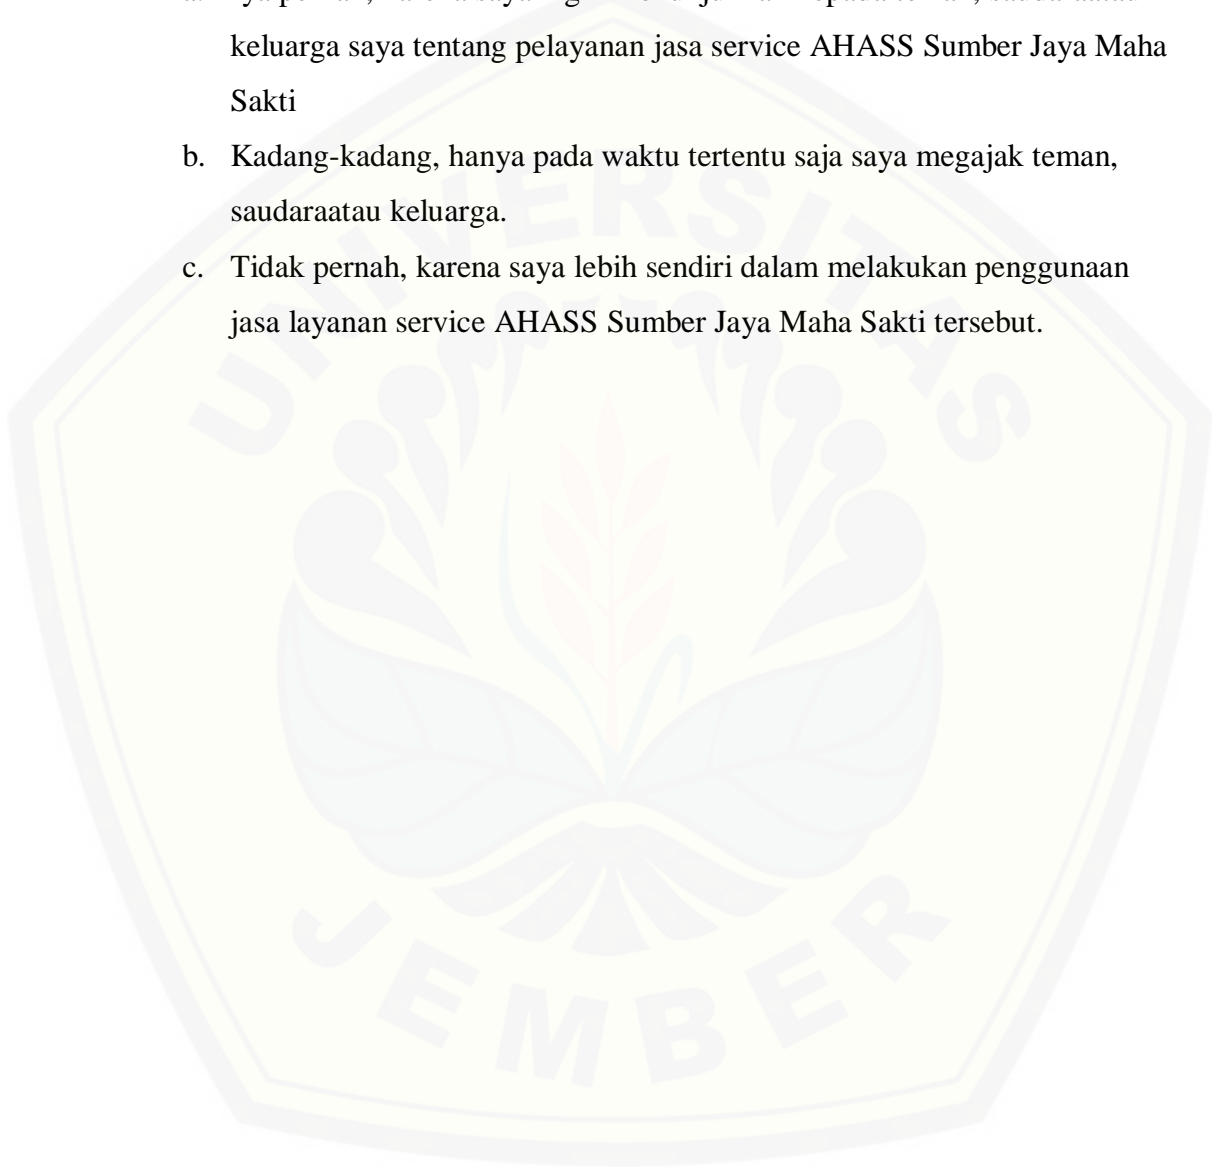 keluarga saya tentang pelayanan jasa service AHASS Sumber Jaya Maha
Sakti
b. Kadang-kadang, hanya pada waktu tertentu saja saya megajak teman,
saudaraatau keluarga.
c. Tidak pernah, karena saya lebih sendiri dalam melakukan penggunaan
jasa layanan service AHASS Sumber Jaya Maha Sakti tersebut.
UNIVERSITAS
JEMBER